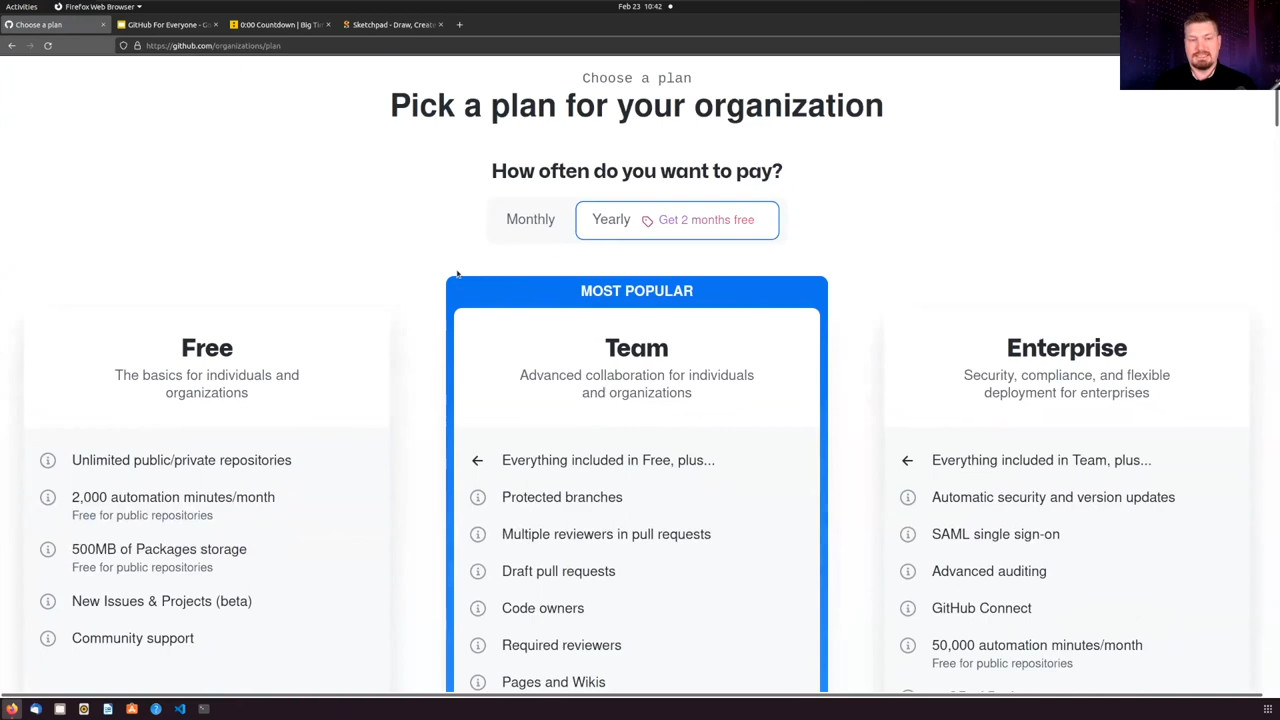 Activities
Firefox Web Browser
Feb 23 10:42
Choose a plan
GitHub For Everyone - Go
0:00 Countdown | Big Tim
Sketchpad - Draw, Create
https://github.com/organizations/plan
Choose a plan
Pick a plan for your organization
How often do you want to pay?
Monthly
Yearly Get 2 months free
MOST POPULAR
Free
The basics for individuals and
organizations
Unlimited public/private repositories
2,000 automation minutes/month
Free for public repositories
500MB of Packages storage
Free for public repositories
New Issues & Projects (beta)
Community support
Team
Advanced collaboration for individuals
and organizations
Everything included in Free, plus...
Protected branches
Multiple reviewers in pull requests
Draft pull requests
Code owners
Required reviewers
Pages and Wikis
Enterprise
Security, compliance, and flexible
deployment for enterprises
Everything included in Team, plus...
Automatic security and version updates
SAML single sign-on
Advanced auditing
GitHub Connect
50,000 automation minutes/month
Free for public repositories